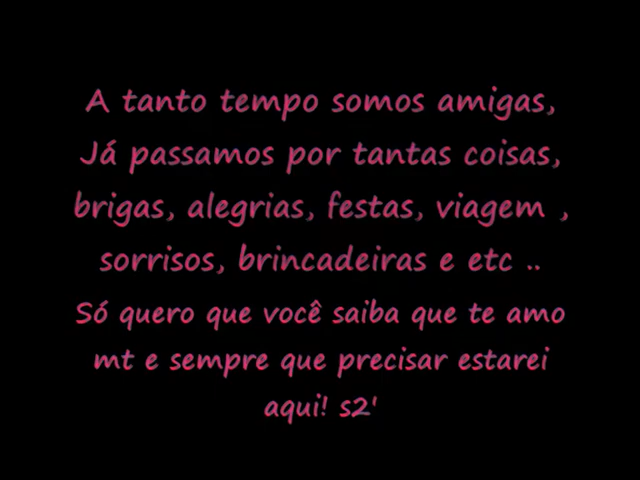 A tanto tempo somos amigas,
Já passamos por tantas coisas,
brigas, alegrias, festas, viagem ,
sorrisos, brincadeiras e etc ..
Só quero que você saiba que te amo
mt e sempre que precisar estarei
aqui! s2'